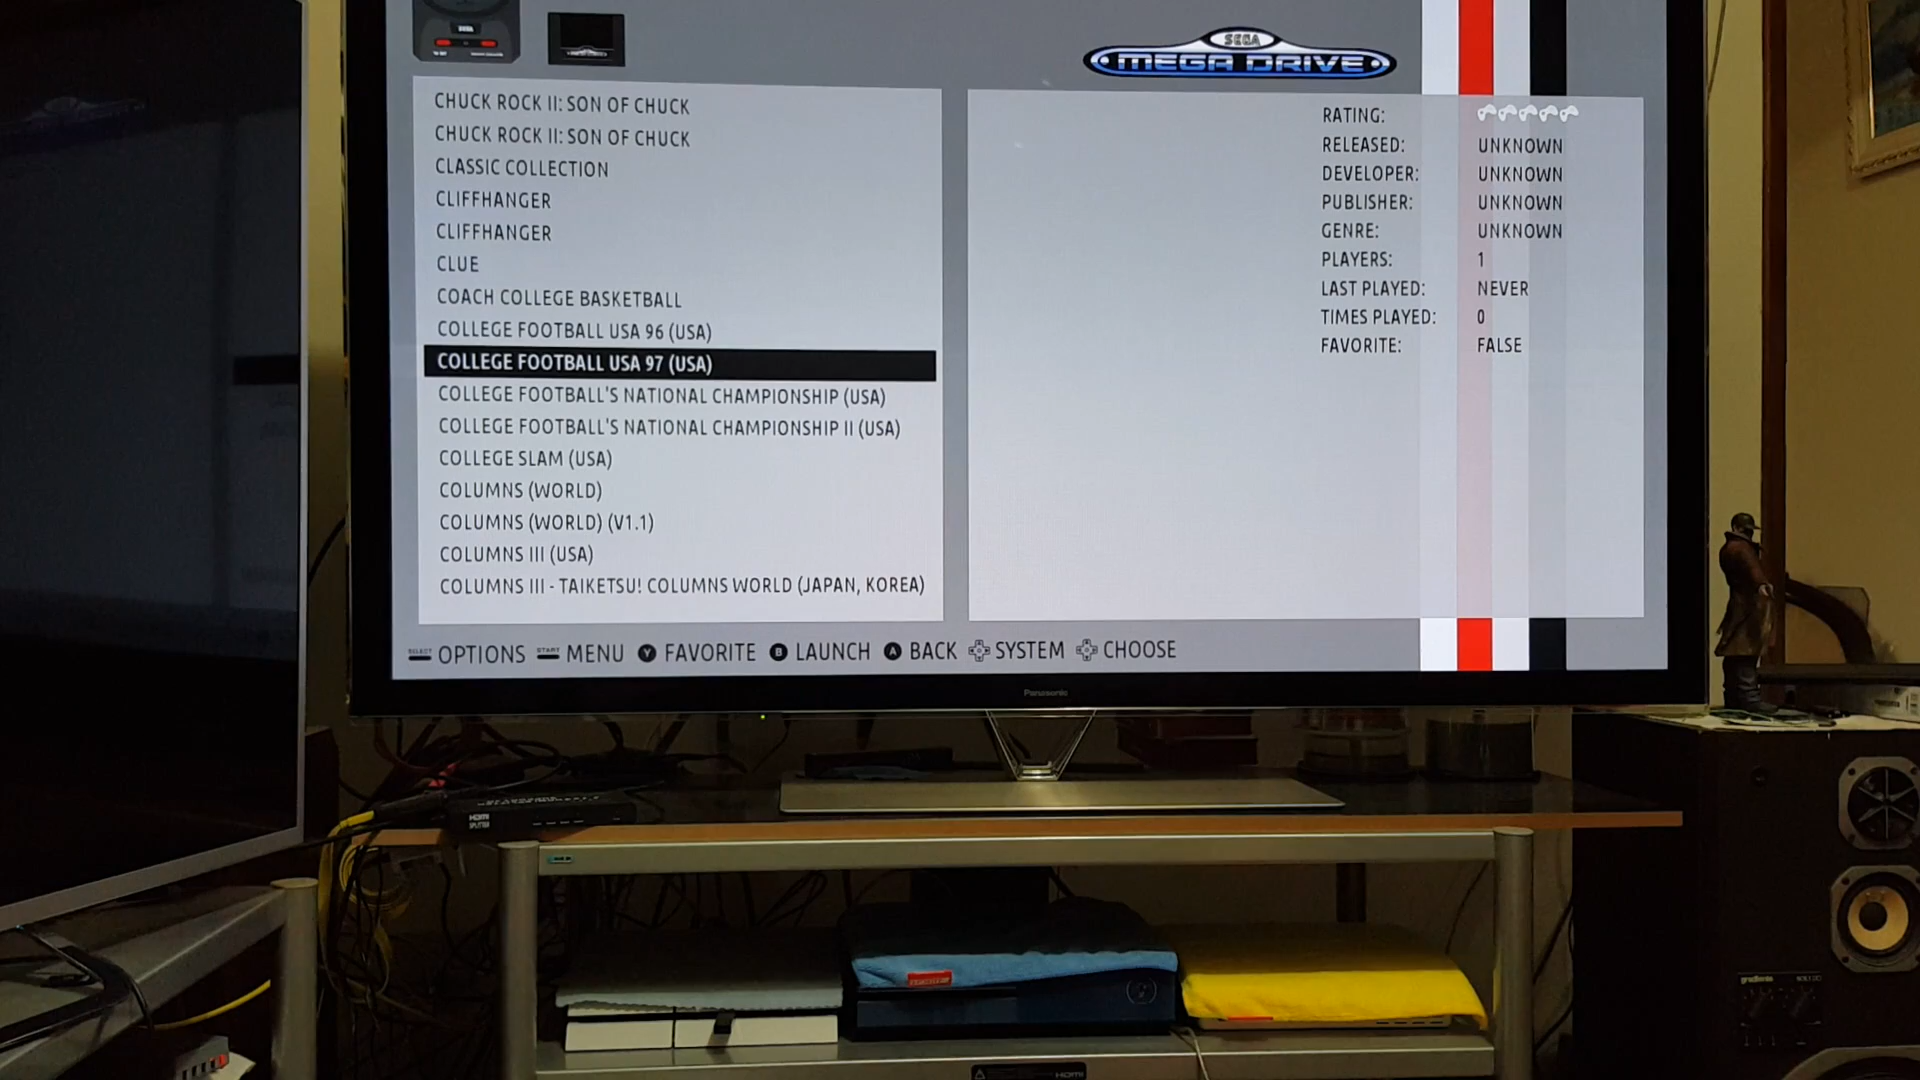 SEGA
SEGA
MEGA DRIVE
CHUCK ROCK II: SON OF CHUCK
CHUCK ROCK II: SON OF CHUCK
CLASSIC COLLECTION
CLIFFHANGER
CLIFFHANGER
CLUE
COACH COLLEGE BASKETBALL
COLLEGE FOOTBALL USA 96 (USA)
COLLEGE FOOTBALL USA 97 (USA)
COLLEGE FOOTBALL'S NATIONAL CHAMPIONSHIP (USA)
COLLEGE FOOTBALL'S NATIONAL CHAMPIONSHIP II (USA)
COLLEGE SLAM (USA)
COLUMNS (WORLD)
COLUMNS (WORLD) (V1.1)
COLUMNS III (USA)
COLUMNS III - TAIKETSU! COLUMNS WORLD (JAPAN, KOREA)
RATING:
RELEASED: UNKNOWN
DEVELOPER: UNKNOWN
PUBLISHER: UNKNOWN
GENRE: UNKNOWN
PLAYERS: 1
LAST PLAYED: NEVER
TIMES PLAYED: 0
FAVORITE: FALSE
SELECT OPTIONS START MENU Y FAVORITE B LAUNCH A BACK SYSTEM CHOOSE
Panasonic
HDMI
SPLITTER
gradiente
HDMI